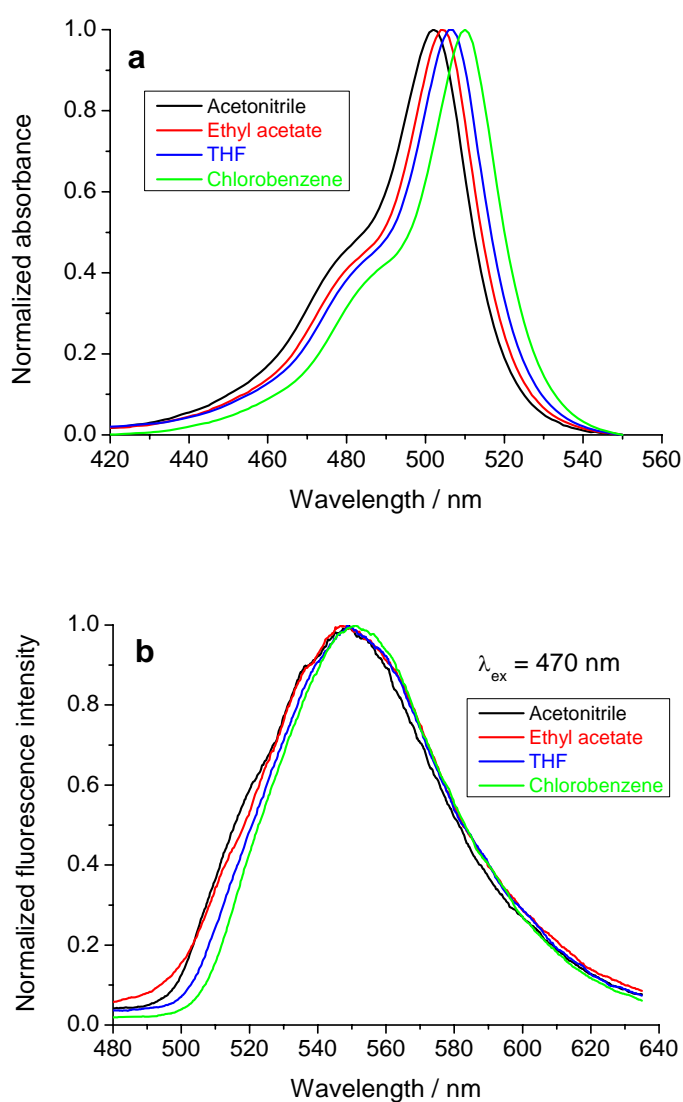 a
Acetonitrile
Ethyl acetate
THF
Chlorobenzene
Normalized absorbance
1.0
0.8
0.6
0.4
0.2
0.0
420 440 460 480 500 520 540 560
Wavelength / nm
b
λex = 470 nm
Acetonitrile
Ethyl acetate
THF
Chlorobenzene
Normalized fluorescence intensity
1.0
0.8
0.6
0.4
0.2
0.0
480 500 520 540 560 580 600 620 640
Wavelength / nm